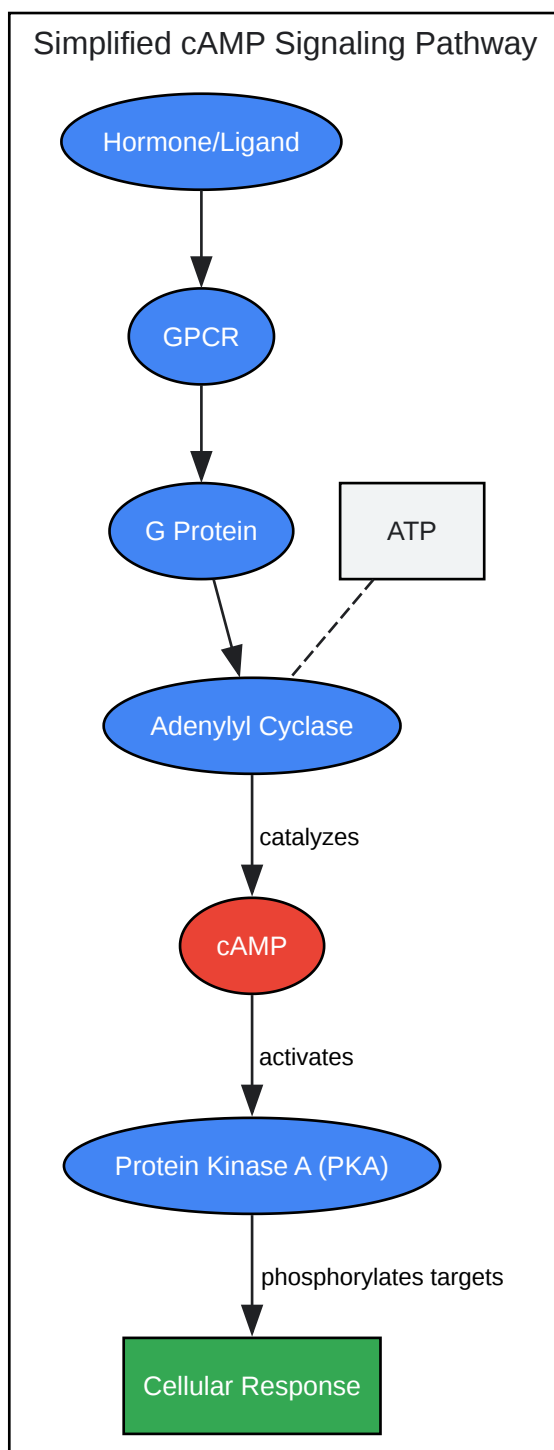 Simplified cAMP Signaling Pathway
Hormone/Ligand
GPCR
G Protein
ATP
Adenylyl Cyclase
catalyzes
cAMP
activates
Protein Kinase A (PKA)
phosphorylates targets
Cellular Response